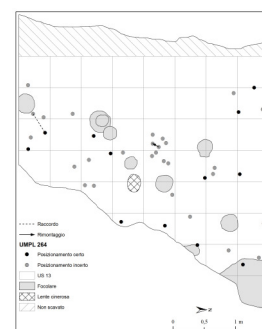 Raccordo
Rimontaggio
UMPL 264
Posizionamento certo
Posizionamento incerto
US 13
Focolare
Lente cinerosa
Non scavato
N
0 0,5 1 m